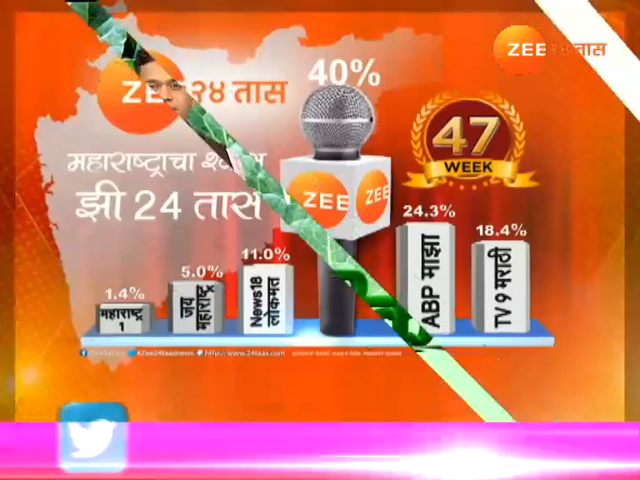 ZEE २४ तास
ZEE २४ तास
40%
47
WEEK
महाराष्ट्राचा
झी 24 तास
ZEE
ZEE
24.3%
18.4%
11.0%
5.0%
1.4%
महाराष्ट्र
1
जय
महाराष्ट्र
News18
लोकमत
ABP माझा
TV 9 मराठी